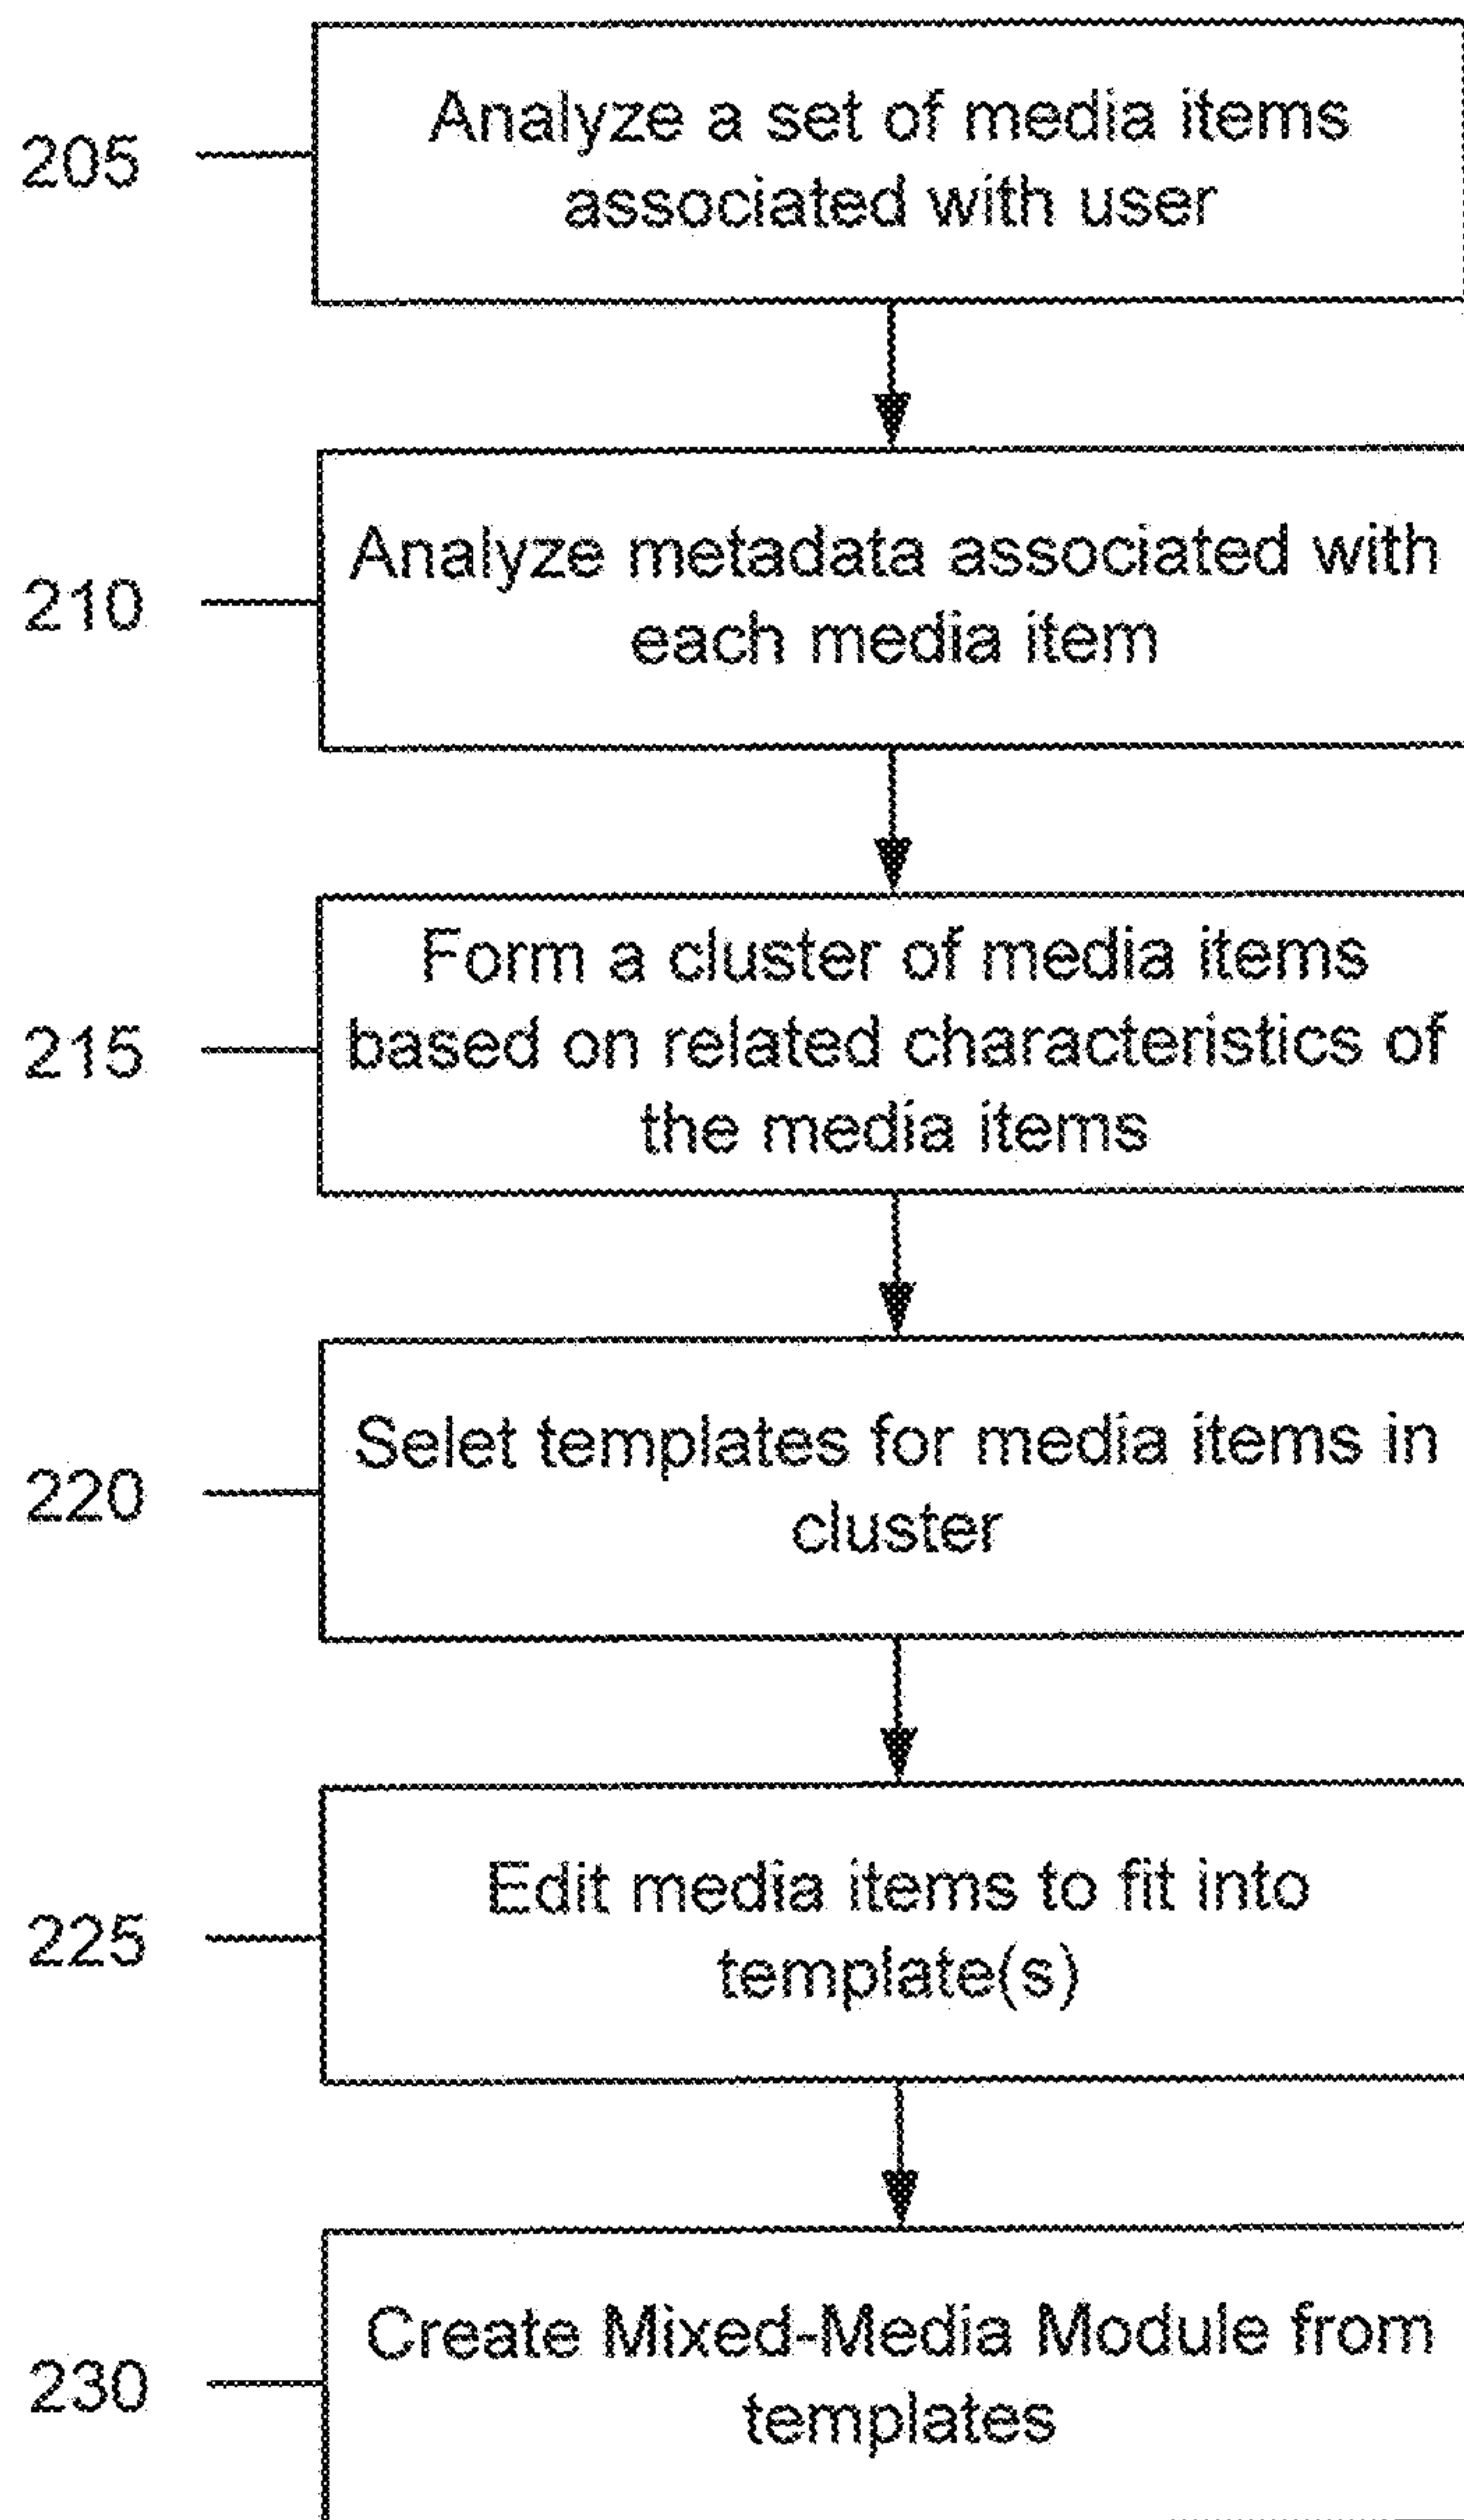 Analyze a set of media items
associated with user
205
Analyze metadata associated with
each media item
210
Form a cluster of media items
based on related characteristics of
the media items
215
Selet templates for media items in
cluster
220
Edit media items to fit into
template(s)
225
Create Mixed-Media Module from
templates
230